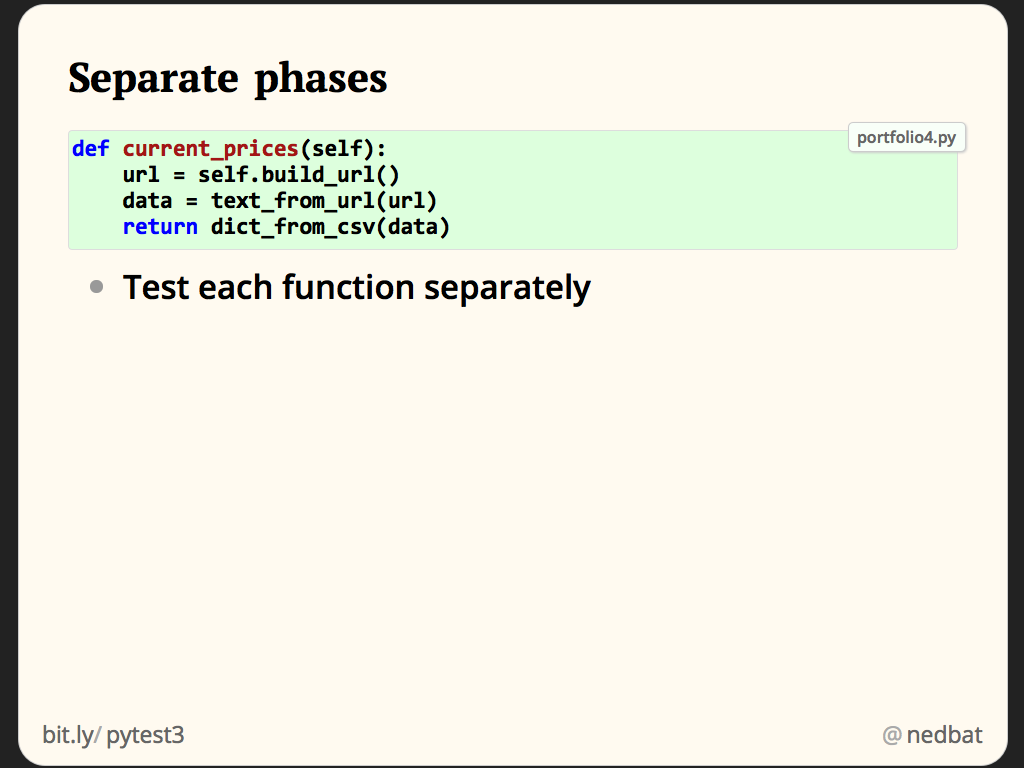 Separate phases
portfolio4.py
def current_prices(self):
    url = self.build_url()
    data = text_from_url(url)
    return dict_from_csv(data)
Test each function separately
bit.ly/pytest3
@nedbat